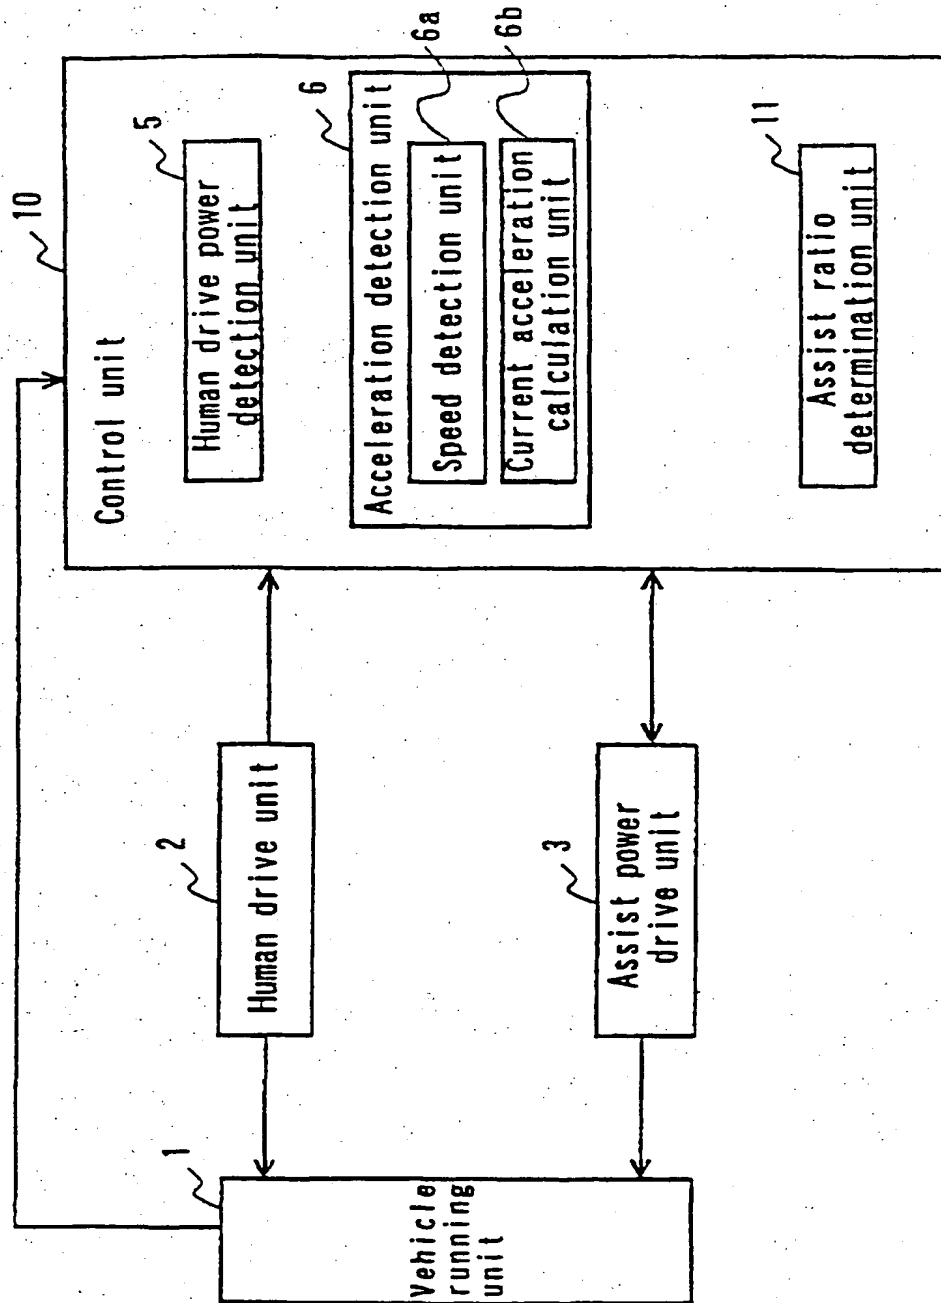 10
Control unit
5
Human drive power
detection unit
6
Acceleration detection unit
6a
Speed detection unit
6b
Current acceleration
calculation unit
11
Assist ratio
determination unit
2
Human drive unit
3
Assist power
drive unit
1
Vehicle
running
unit